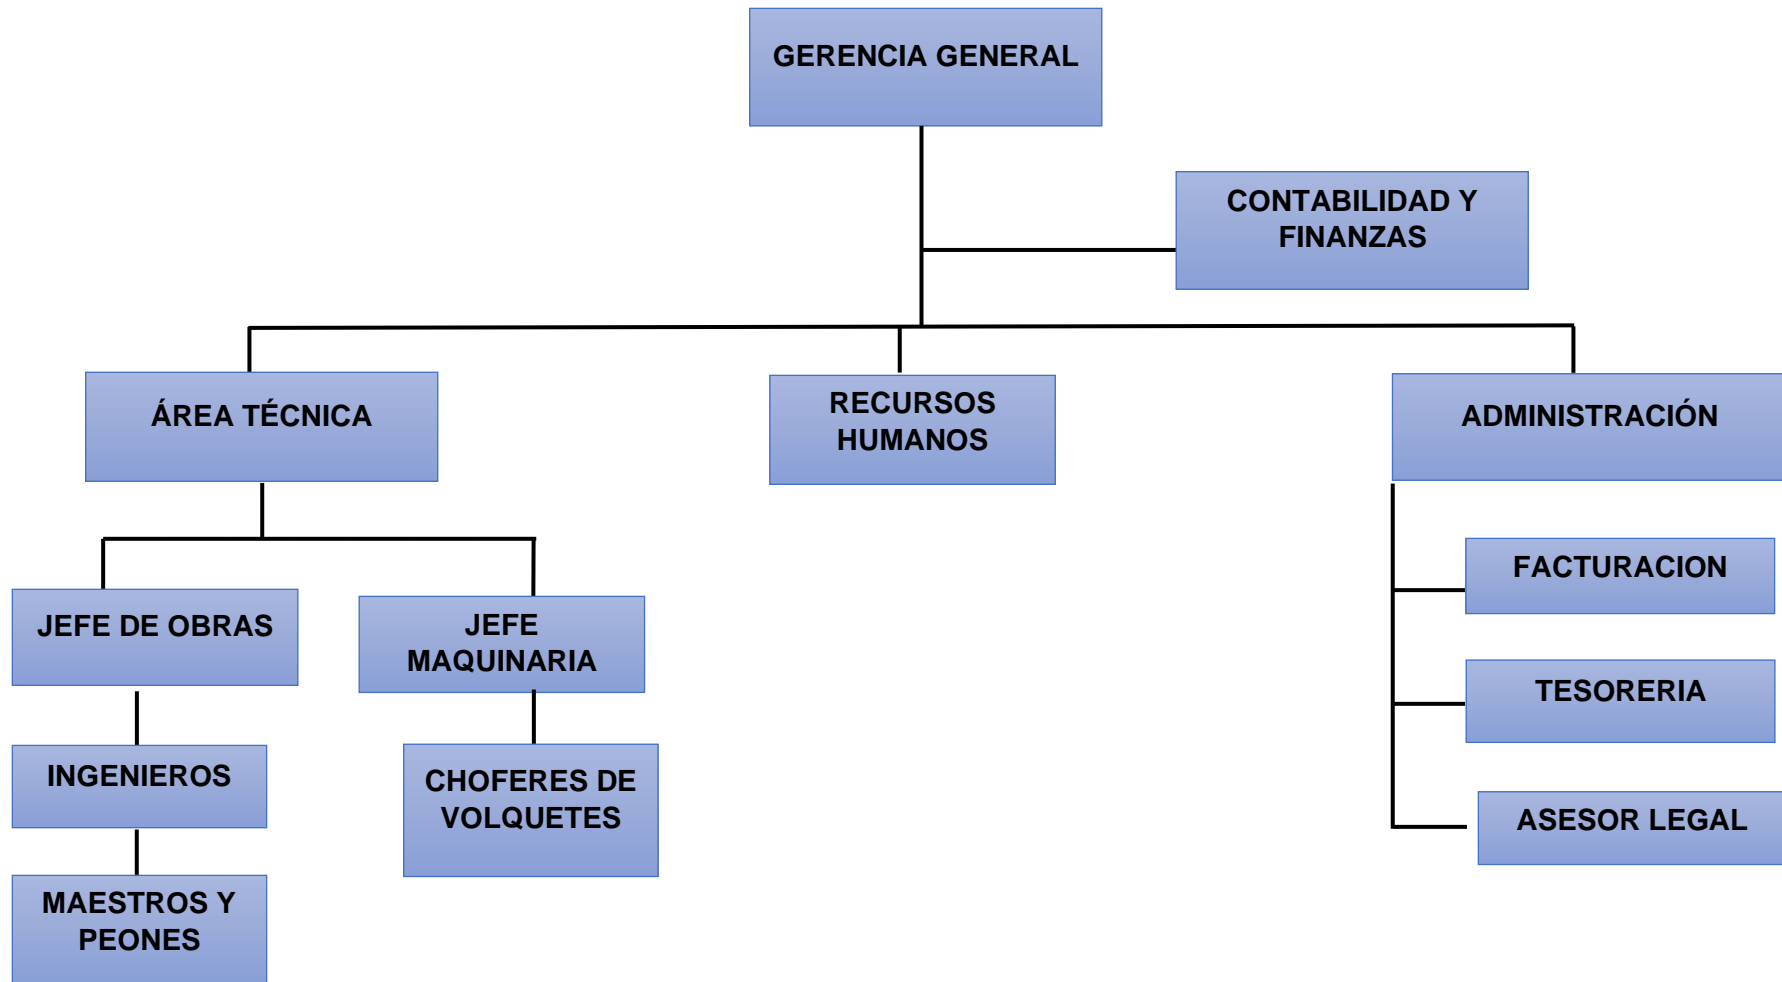 GERENCIA GENERAL
CONTABILIDAD Y
FINANZAS
ÁREA TÉCNICA
RECURSOS
HUMANOS
ADMINISTRACIÓN
JEFE DE OBRAS
JEFE
MAQUINARIA
FACTURACION
TESORERIA
INGENIEROS
CHOFERES DE
VOLQUETES
ASESOR LEGAL
MAESTROS Y
PEONES